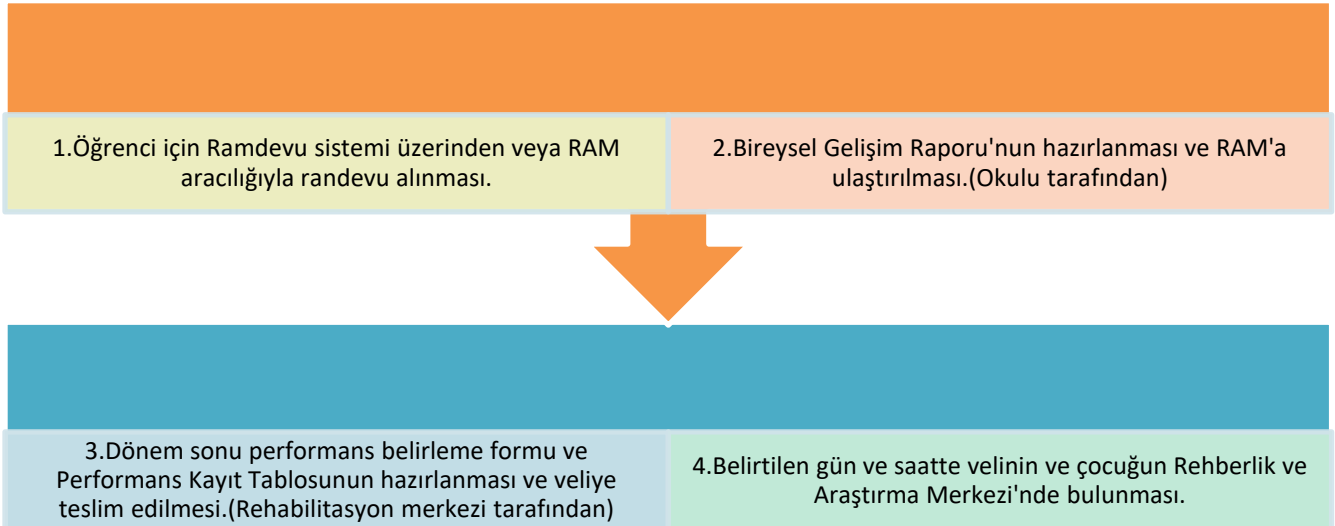 1.Öğrenci için Ramdevu sistemi üzerinden veya RAM
aracılığıyla randevu alınması.
2.Bireysel Gelişim Raporu'nun hazırlanması ve RAM'a
ulaştırılması.(Okulu tarafından)
3.Dönem sonu performans belirleme formu ve
Performans Kayıt Tablosunun hazırlanması ve veliye
teslim edilmesi.(Rehabilitasyon merkezi tarafından)
4.Belirtilen gün ve saatte velinin ve çocuğun Rehberlik ve
Araştırma Merkezi'nde bulunması.